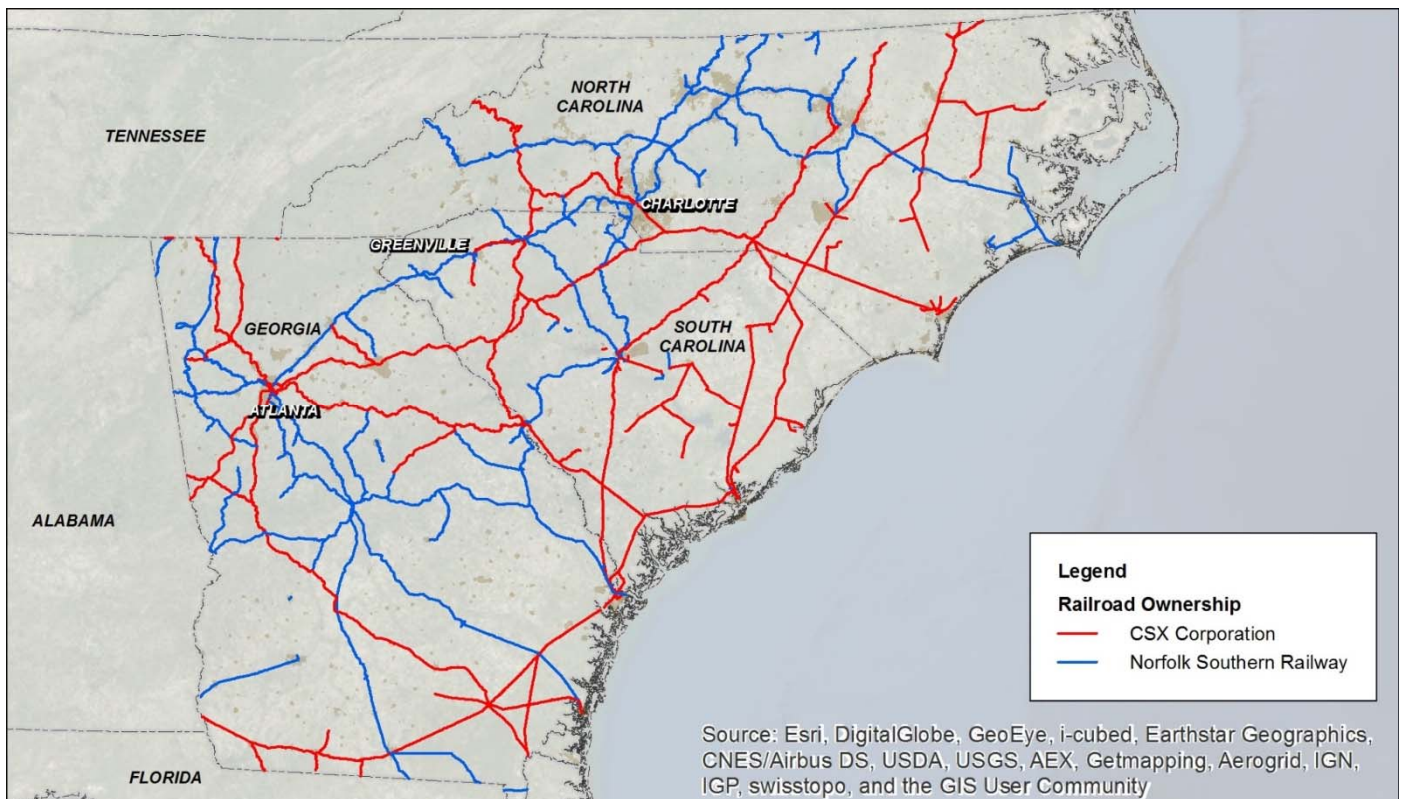 NORTH
CAROLINA
TENNESSEE
CHARLOTTE
GREENVILLE
GEORGIA
SOUTH
CAROLINA
ATLANTA
ALABAMA
FLORIDA
Legend
Railroad Ownership
CSX Corporation
Norfolk Southern Railway
Source: Esri, DigitalGlobe, GeoEye, i-cubed, Earthstar Geographics,
CNES/Airbus DS, USDA, USGS, AEX, Getmapping, Aerogrid, IGN,
IGP, swisstopo, and the GIS User Community